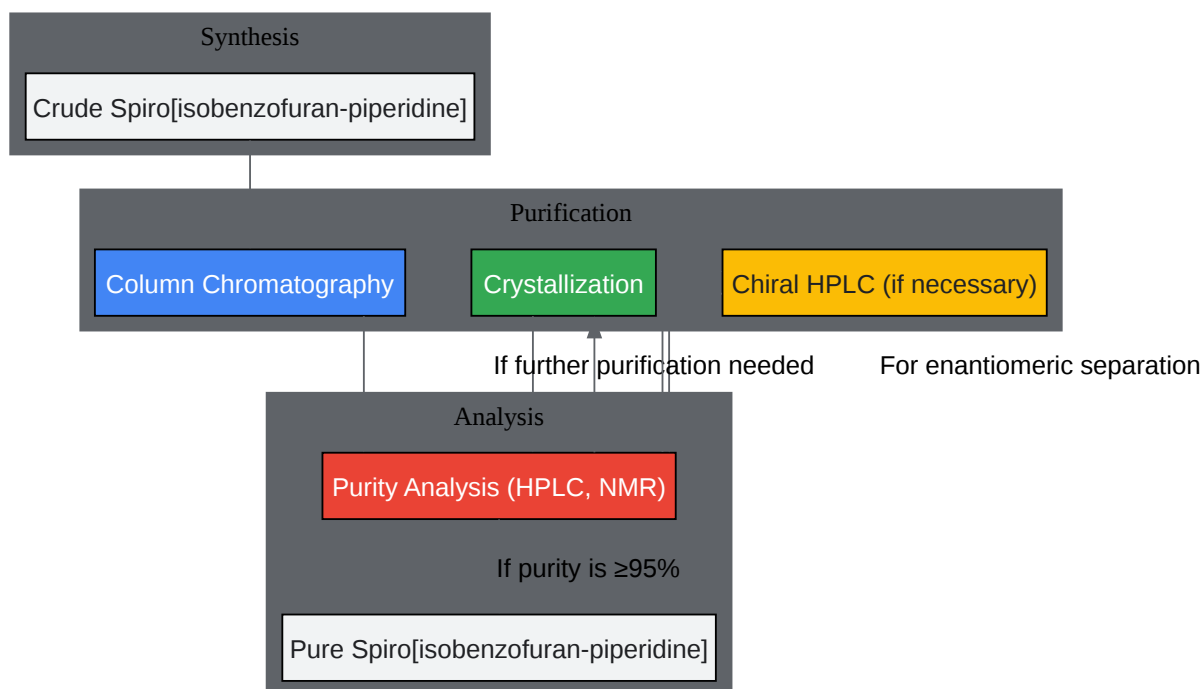 Synthesis
Crude Spiro[isobenzofuran-piperidine]
Purification
Column Chromatography
Crystallization
Chiral HPLC (if necessary)
If further purification needed
For enantiomeric separation
Analysis
Purity Analysis (HPLC, NMR)
If purity is ≥95%
Pure Spiro[isobenzofuran-piperidine]